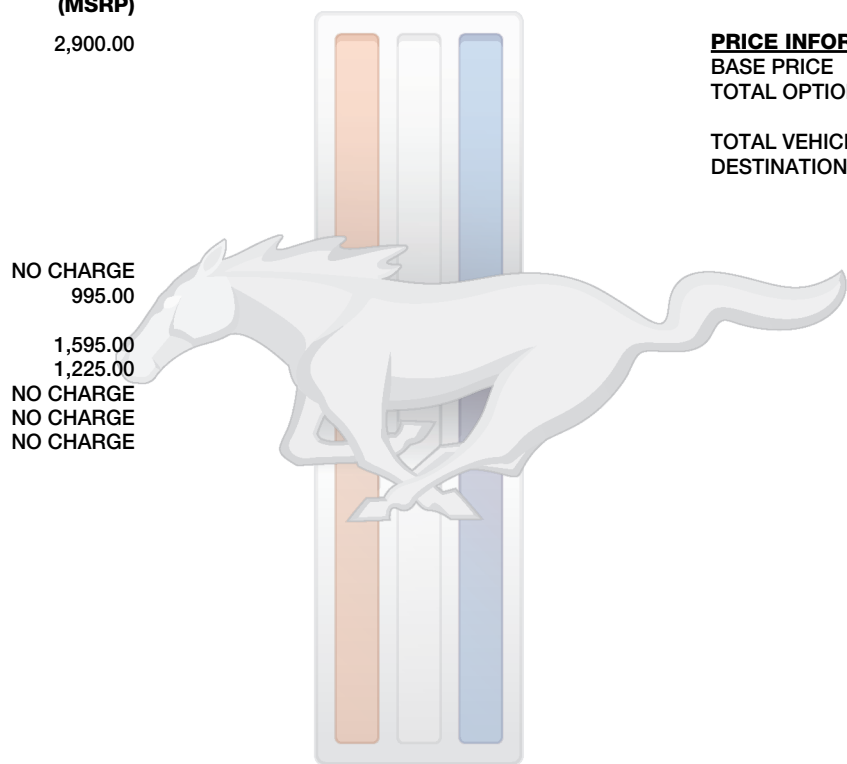 (MSRP)
2,900.00
NO CHARGE
995.00
1,595.00
1,225.00
NO CHARGE
NO CHARGE
NO CHARGE
PRICE INFOR
BASE PRICE
TOTAL OPTIO
TOTAL VEHIC
DESTINATION